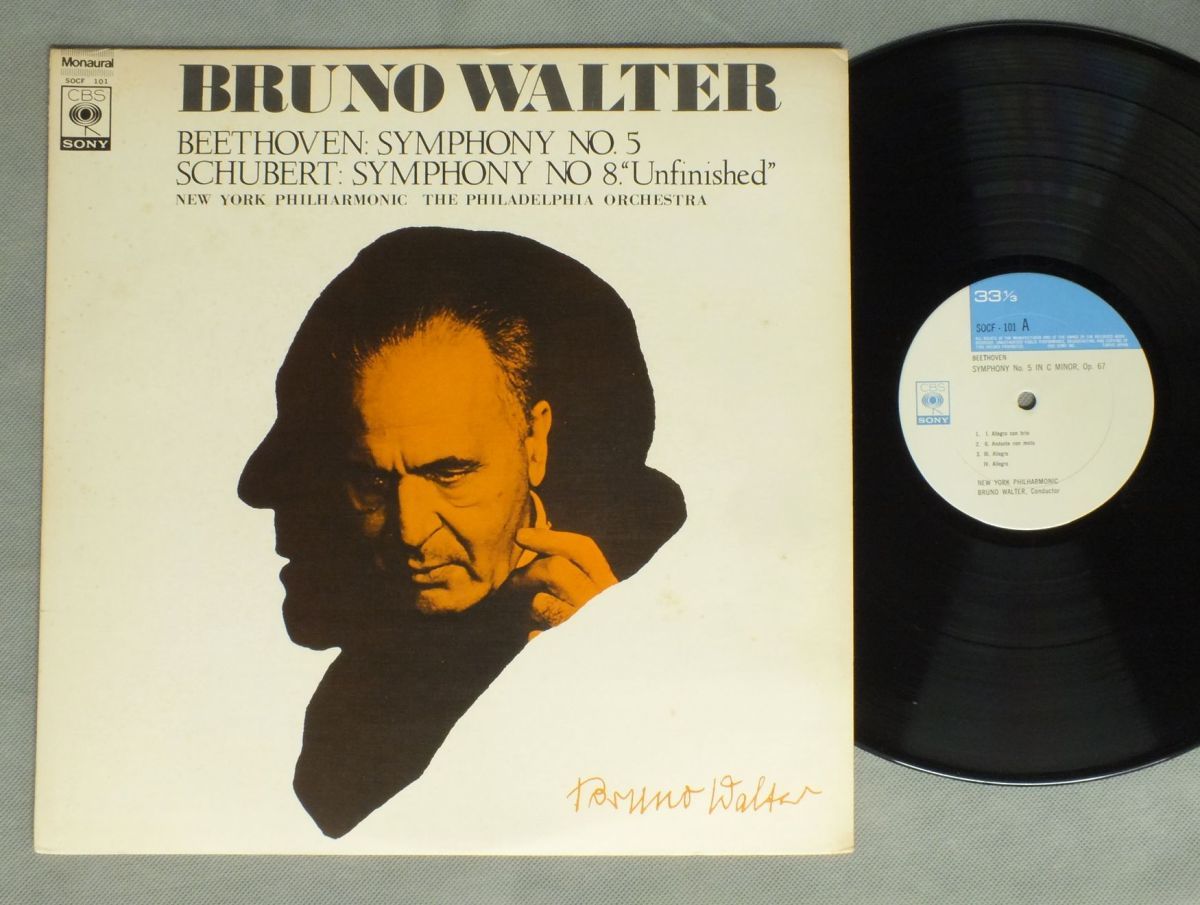 Monaural
SOCF 101
CBS
SONY
BRUNO WALTER
BEETHOVEN: SYMPHONY NO. 5
SCHUBERT: SYMPHONY NO 8. "Unfinished"
NEW YORK PHILHARMONIC THE PHILADELPHIA ORCHESTRA
Bruno Walter
33 1/3
SOCF - 101 A
BEETHOVEN
SYMPHONY No. 5 IN C MINOR, Op. 67
CBS
SONY
1. I. Allegro con brio
2. II. Andante con moto
3. III. Allegro
IV. Allegro
NEW YORK PHILHARMONIC
BRUNO WALTER, Conductor